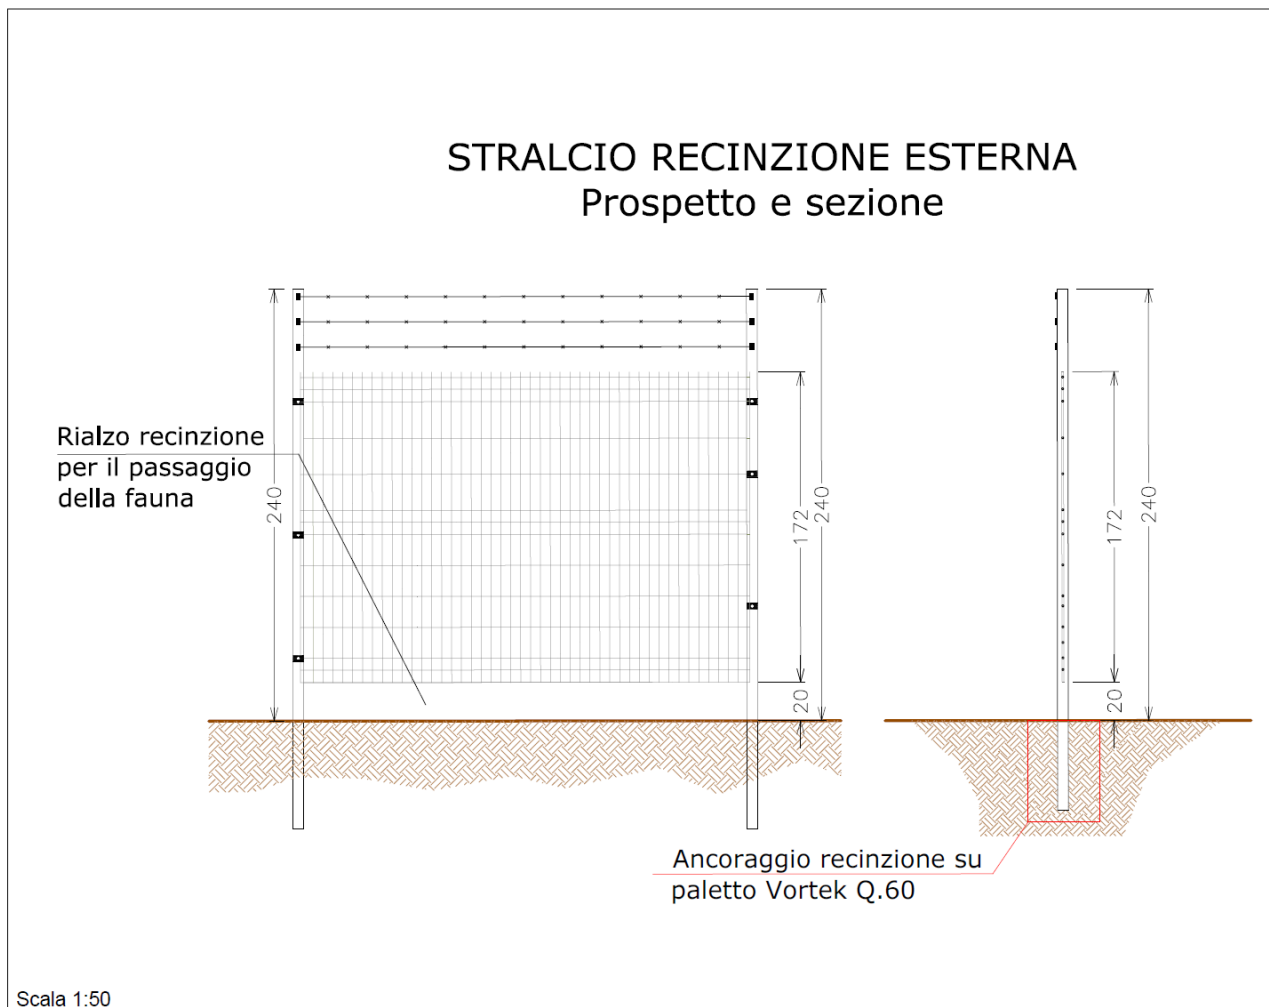 STRALCIO RECINZIONE ESTERNA
Prospetto e sezione
Rialzo recinzione
per il passaggio
della fauna
240
172
240
20
172
240
20
Ancoraggio recinzione su
paletto Vortek Q.60
Scala 1:50